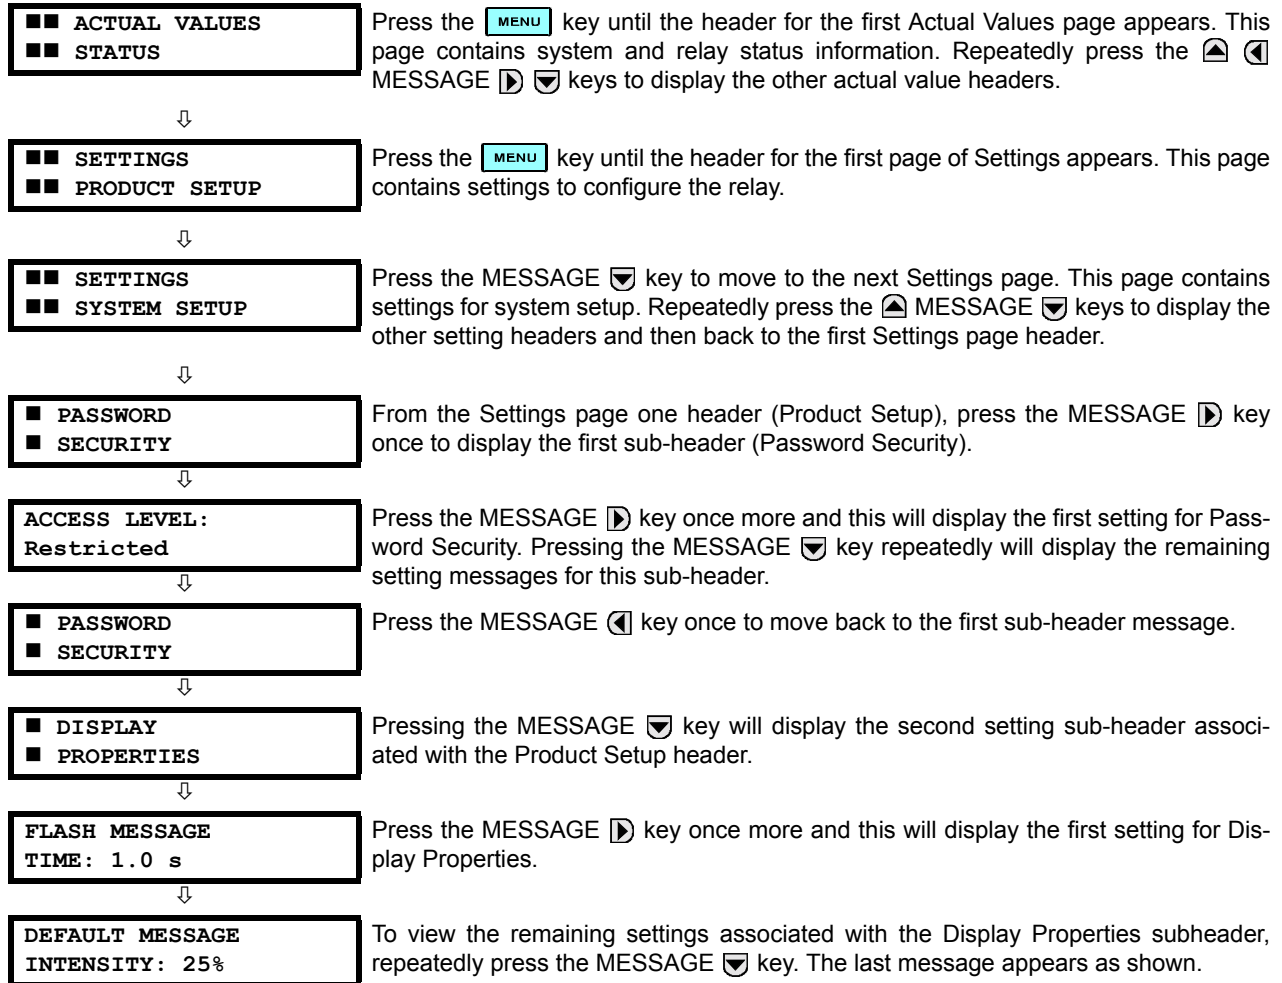 ■■ ACTUAL VALUES
■■ STATUS
Press the MENU key until the header for the first Actual Values page appears. This
page contains system and relay status information. Repeatedly press the
MESSAGE keys to display the other actual value headers.
⇩
■■ SETTINGS
■■ PRODUCT SETUP
Press the MENU key until the header for the first page of Settings appears. This page
contains settings to configure the relay.
⇩
■■ SETTINGS
■■ SYSTEM SETUP
Press the MESSAGE key to move to the next Settings page. This page contains
settings for system setup. Repeatedly press the MESSAGE keys to display the
other setting headers and then back to the first Settings page header.
⇩
■ PASSWORD
■ SECURITY
From the Settings page one header (Product Setup), press the MESSAGE key
once to display the first sub-header (Password Security).
⇩
ACCESS LEVEL:
Restricted
Press the MESSAGE key once more and this will display the first setting for Pass-
word Security. Pressing the MESSAGE key repeatedly will display the remaining
setting messages for this sub-header.
⇩
■ PASSWORD
■ SECURITY
Press the MESSAGE key once to move back to the first sub-header message.
⇩
■ DISPLAY
■ PROPERTIES
Pressing the MESSAGE key will display the second setting sub-header associ-
ated with the Product Setup header.
⇩
FLASH MESSAGE
TIME: 1.0 s
Press the MESSAGE key once more and this will display the first setting for Dis-
play Properties.
⇩
DEFAULT MESSAGE
INTENSITY: 25%
To view the remaining settings associated with the Display Properties subheader,
repeatedly press the MESSAGE key. The last message appears as shown.